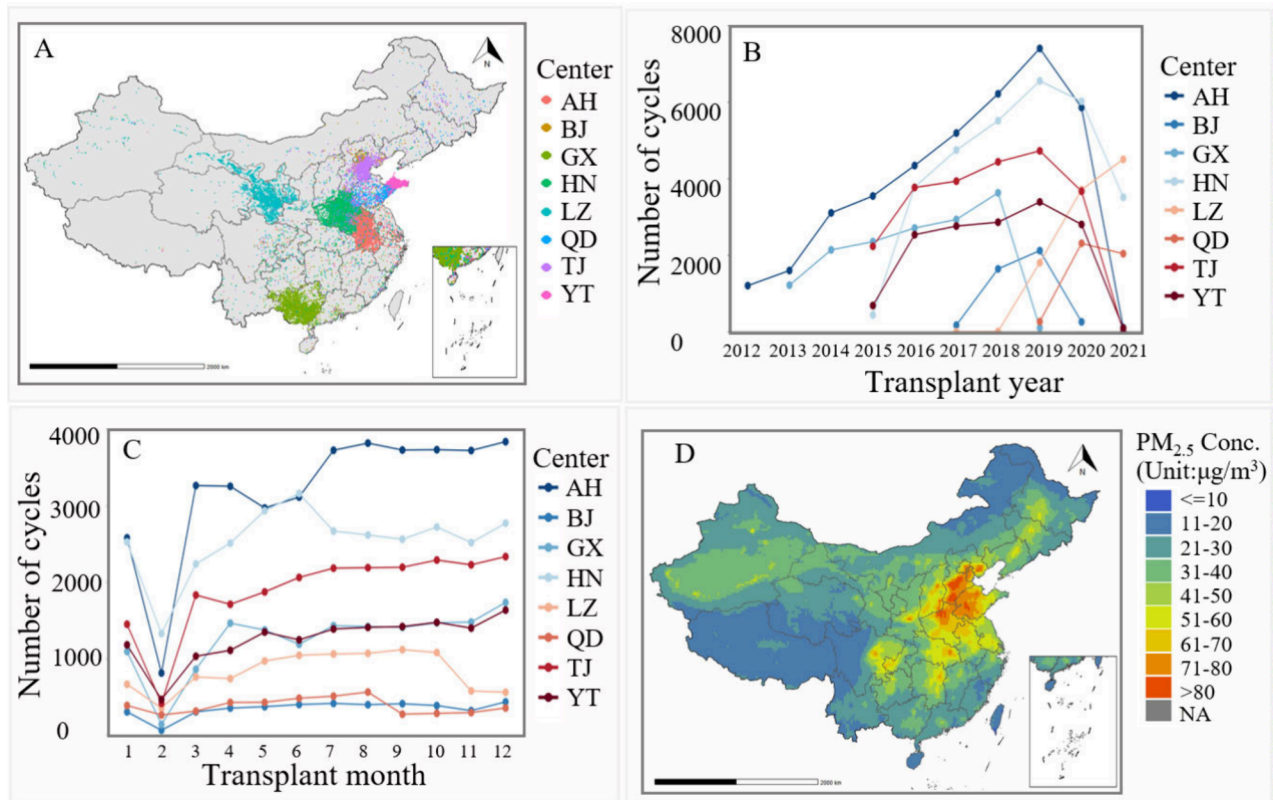 A
N
Center
AH
BJ
GX
HN
LZ
QD
TJ
YT
2000 km
B
Number of cycles
8000
6000
4000
2000
0
2012 2013 2014 2015 2016 2017 2018 2019 2020 2021
Transplant year
Center
AH
BJ
GX
HN
LZ
QD
TJ
YT
C
Number of cycles
4000
3000
2000
1000
0
1 2 3 4 5 6 7 8 9 10 11 12
Transplant month
Center
AH
BJ
GX
HN
LZ
QD
TJ
YT
D
N
2000 km
PM2.5 Conc.
(Unit:μg/m³)
<=10
11-20
21-30
31-40
41-50
51-60
61-70
71-80
>80
NA